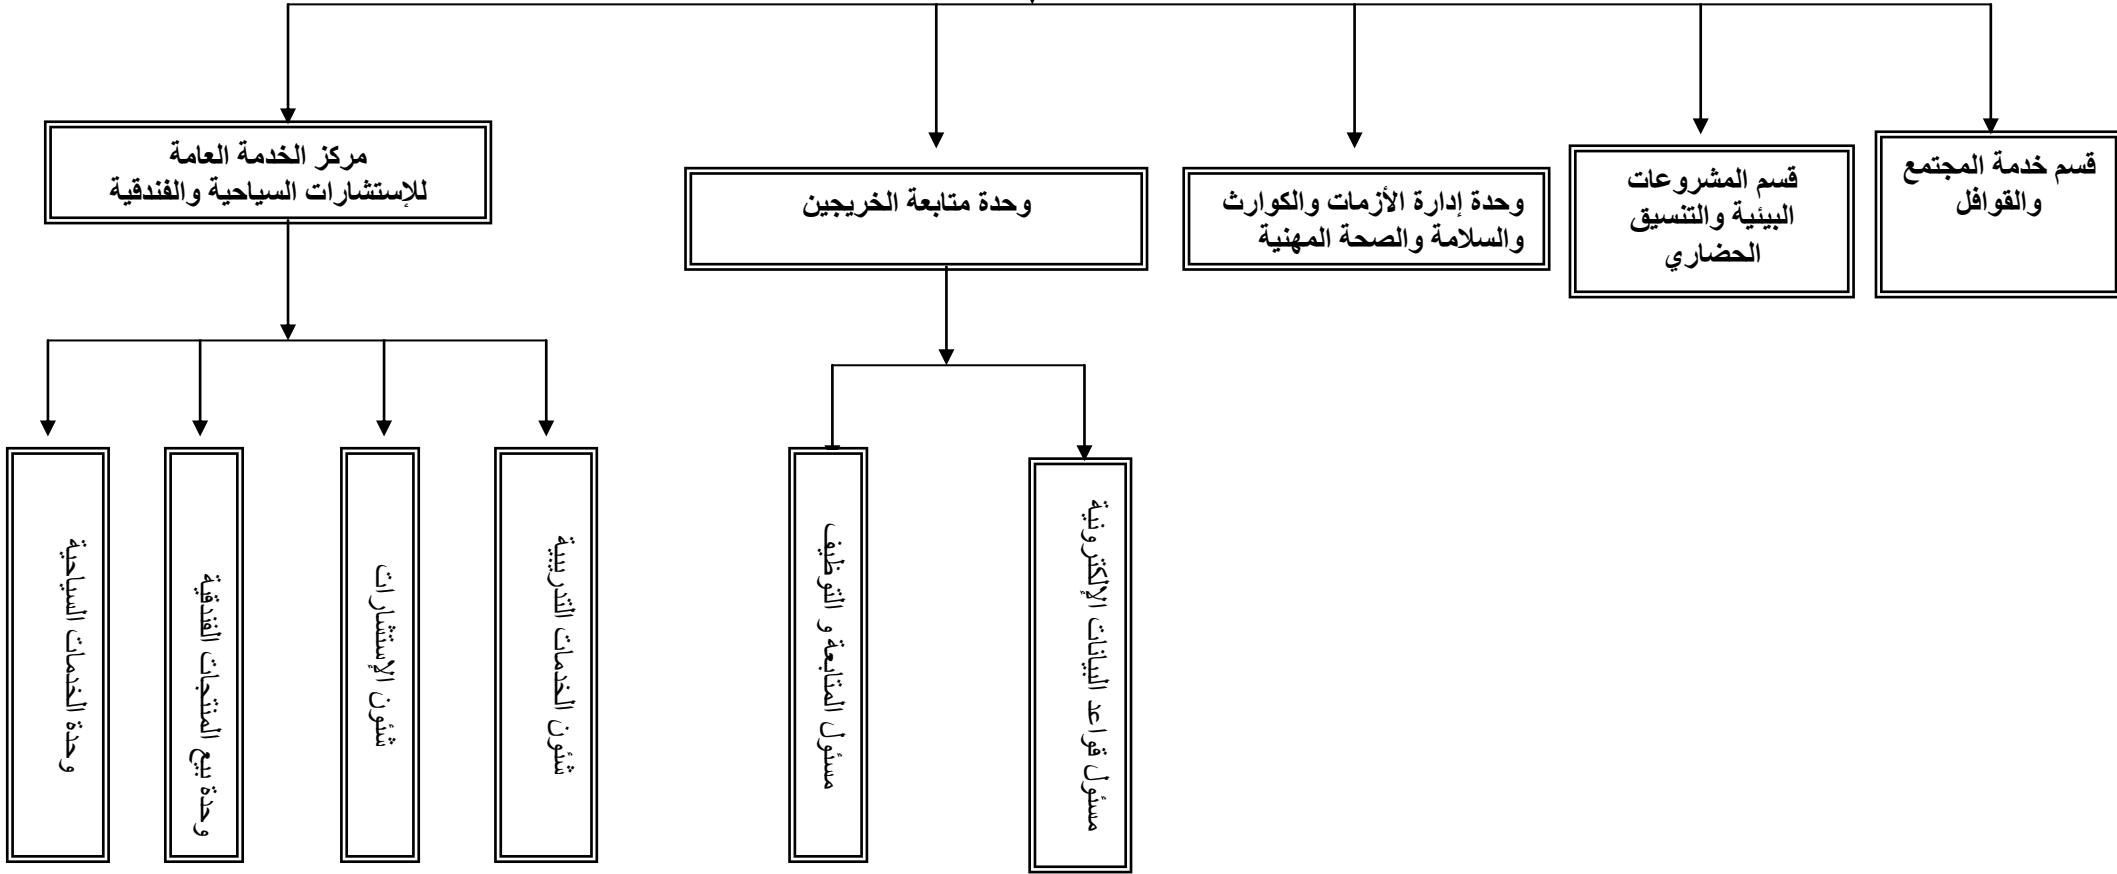 قسم خدمة المجتمع
والقوافل
قسم المشروعات
البيئية والتنسيق
الحضاري
وحدة إدارة الأزمات والكوارث
والسلامة والصحة المهنية
وحدة متابعة الخريجين
مركز الخدمة العامة
للإستشارات السياحية والفندقية
مسئول قواعد البيانات الإلكترونية
مسئول المتابعة و التوظيف
شئون الخدمات التدريبية
شئون الإستشارات
وحدة بيع المنتجات الفندقية
وحدة الخدمات السياحية